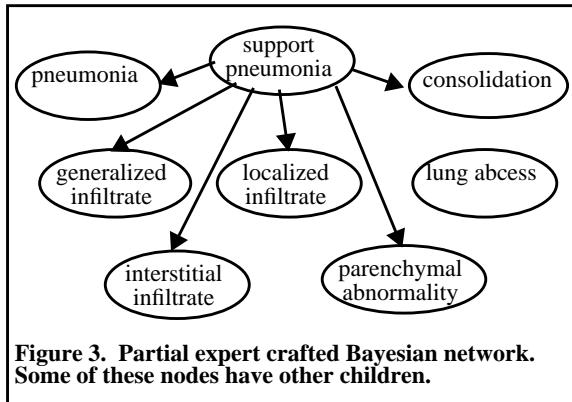 support
pneumonia
pneumonia
consolidation
generalized
infiltrate
localized
infiltrate
lung abcess
interstitial
infiltrate
parenchymal
abnormality
Figure 3. Partial expert crafted Bayesian network.
Some of these nodes have other children.